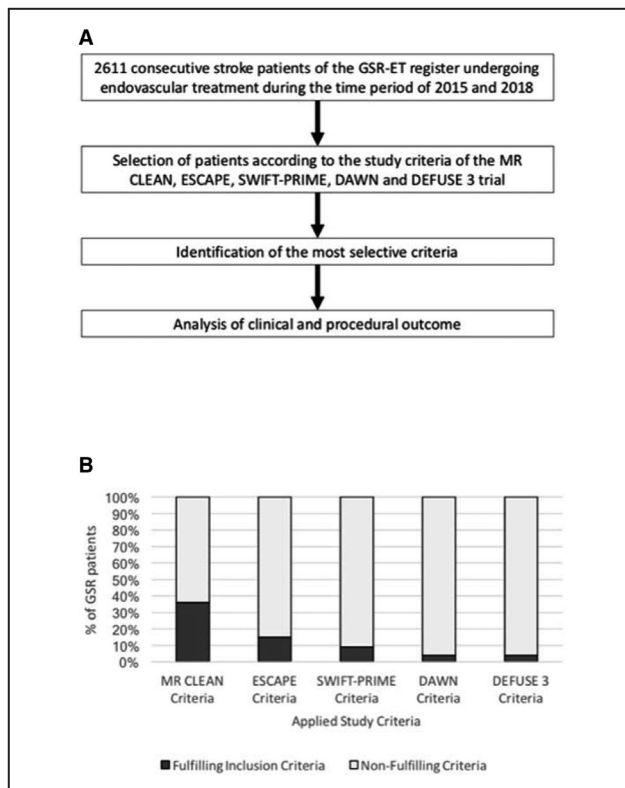 A
2611 consecutive stroke patients of the GSR-ET register undergoing
endovascular treatment during the time period of 2015 and 2018
Selection of patients according to the study criteria of the MR
CLEAN, ESCAPE, SWIFT-PRIME, DAWN and DEFUSE 3 trial
Identification of the most selective criteria
Analysis of clinical and procedural outcome
B
% of GSR patients
100%
90%
80%
70%
60%
50%
40%
30%
20%
10%
0%
MR CLEAN Criteria
ESCAPE Criteria
SWIFT-PRIME Criteria
DAWN Criteria
DEFUSE 3 Criteria
Applied Study Criteria
Fulfilling Inclusion Criteria
Non-Fulfilling Criteria